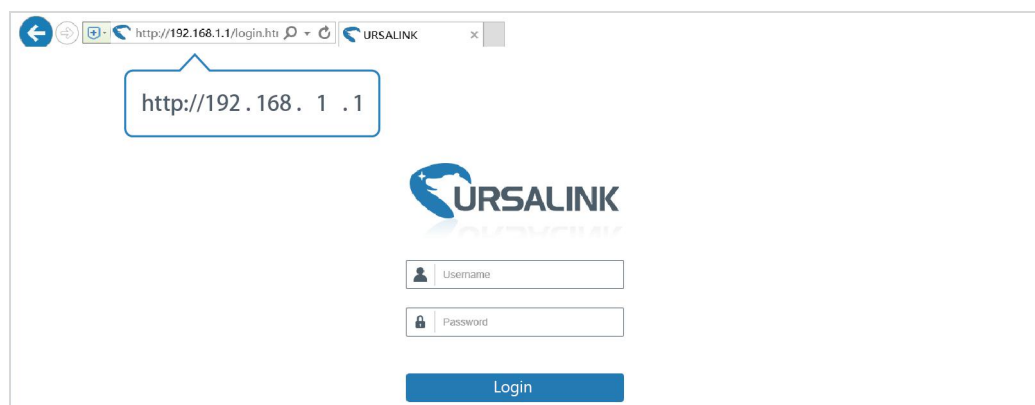 http://192.168.1.1/login.htı URSALINK
http://192.168. 1 .1
URSALINK
Username
Password
Login